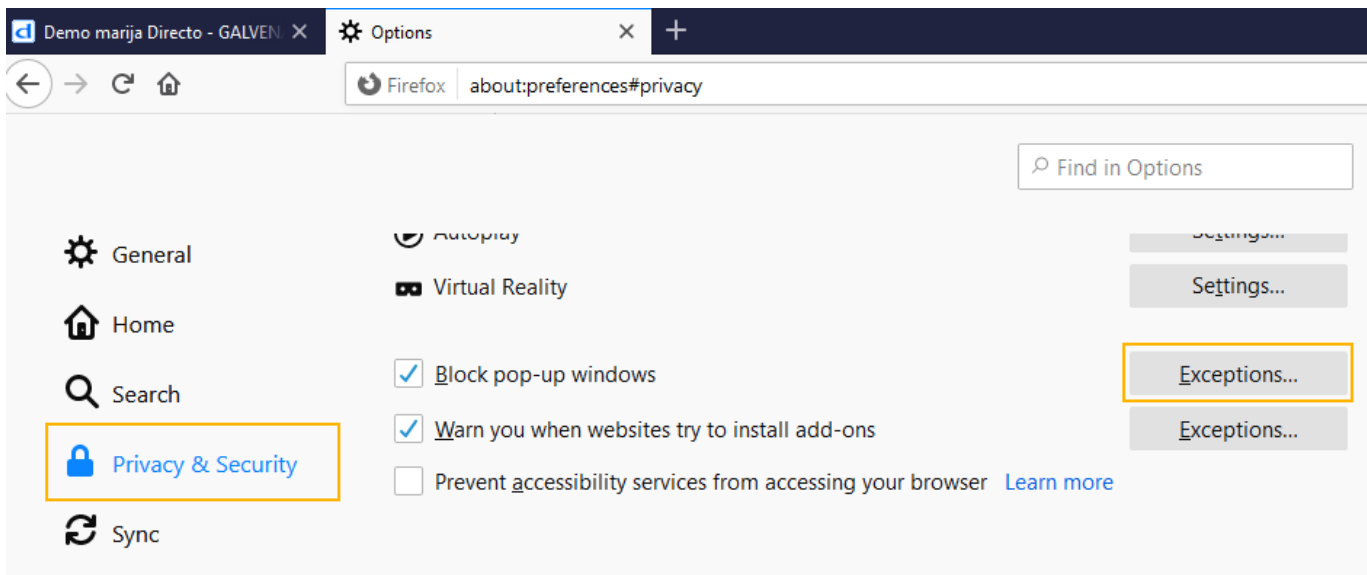 Demo marija Directo - GALVEN
Options
Firefox about:preferences#privacy
Find in Options
General
Autoplay Settings...
Virtual Reality Settings...
Home
Block pop-up windows Exceptions...
Search
Warn you when websites try to install add-ons Exceptions...
Privacy & Security
Prevent accessibility services from accessing your browser Learn more
Sync